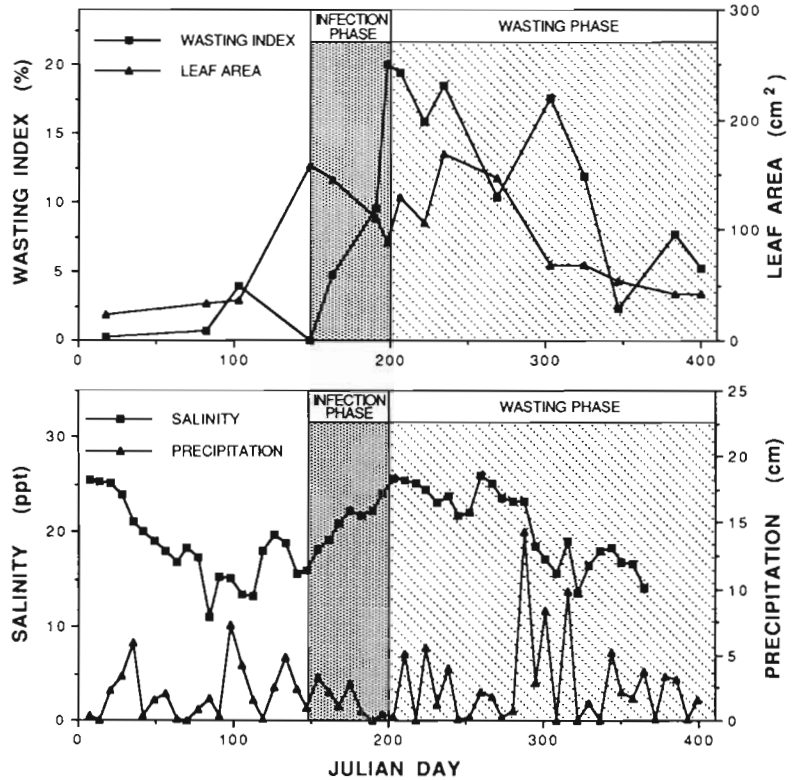 INFECTION
PHASE
WASTING PHASE
WASTING INDEX
LEAF AREA
WASTING INDEX (%)
20
15
10
5
0
300
200
100
0
LEAF AREA (cm²)
0
100
200
300
400
INFECTION
PHASE
WASTING PHASE
SALINITY
PRECIPITATION
SALINITY (ppt)
30
20
10
0
25
20
15
10
5
0
PRECIPITATION (cm)
0
100
200
300
400
JULIAN DAY